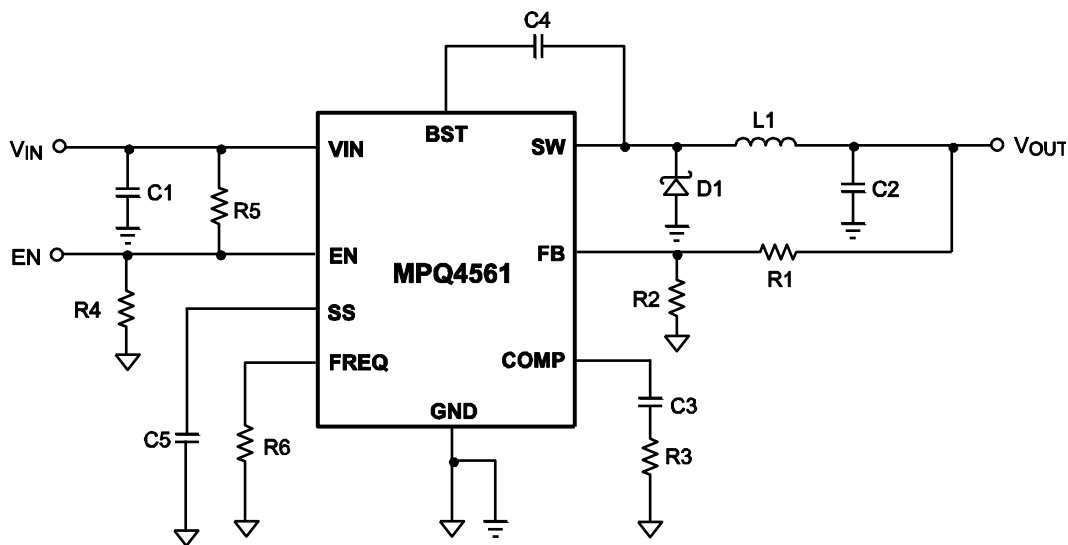 C4
BST
L1
VIN
VIN
SW
VOUT
C1
R5
D1
C2
EN
EN
FB
MPQ4561
R1
R4
R2
SS
FREQ
COMP
GND
C3
C5
R6
R3